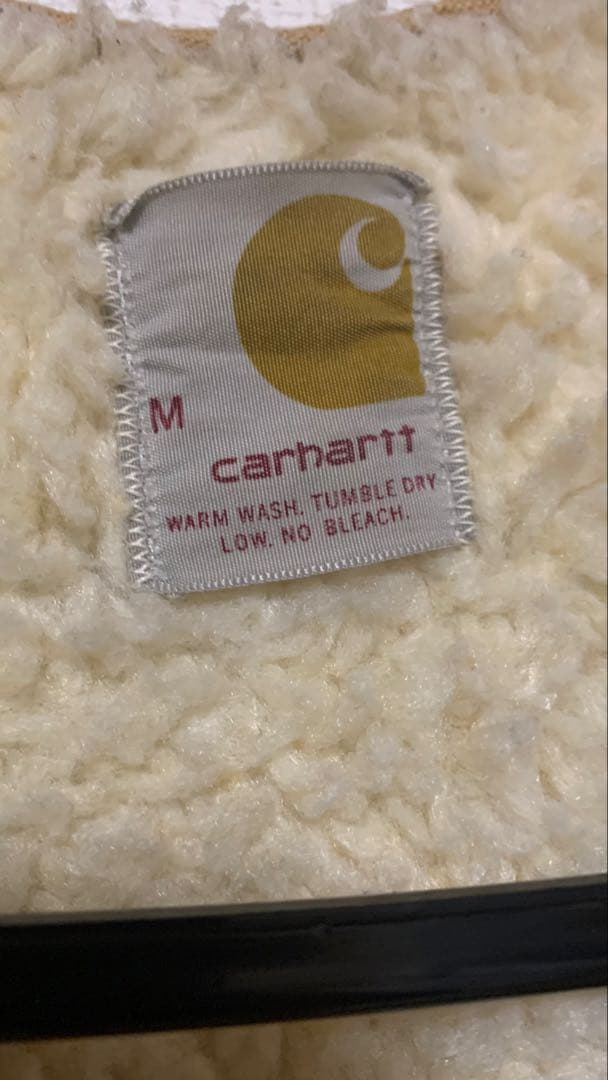 M
carhartt
WARM WASH. TUMBLE DRY
LOW. NO BLEACH.